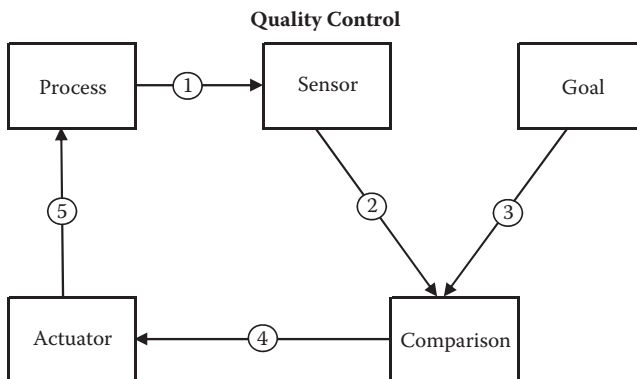 Quality Control
Process
1
Sensor
Goal
2
3
5
Actuator
4
Comparison